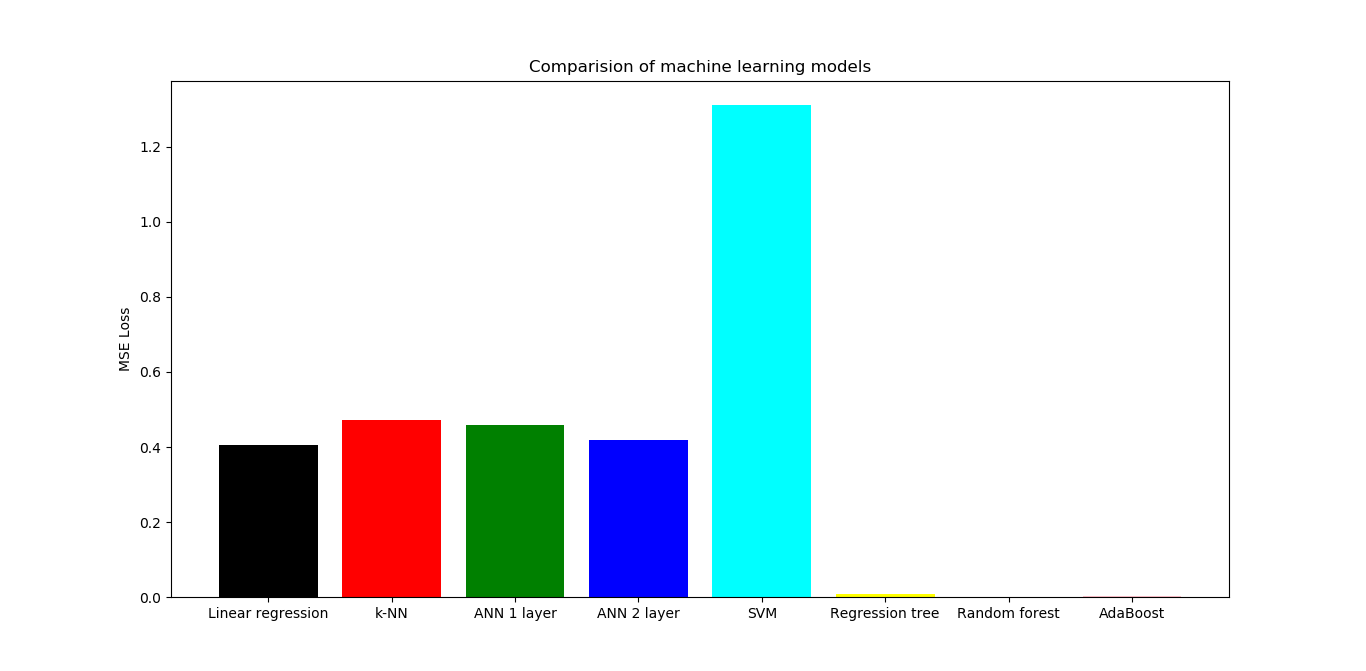 Comparision of machine learning models
1.2
1.0
0.8
0.6
0.4
0.2
0.0
MSE Loss
Linear regression k-NN ANN 1 layer ANN 2 layer SVM Regression tree Random forest AdaBoost